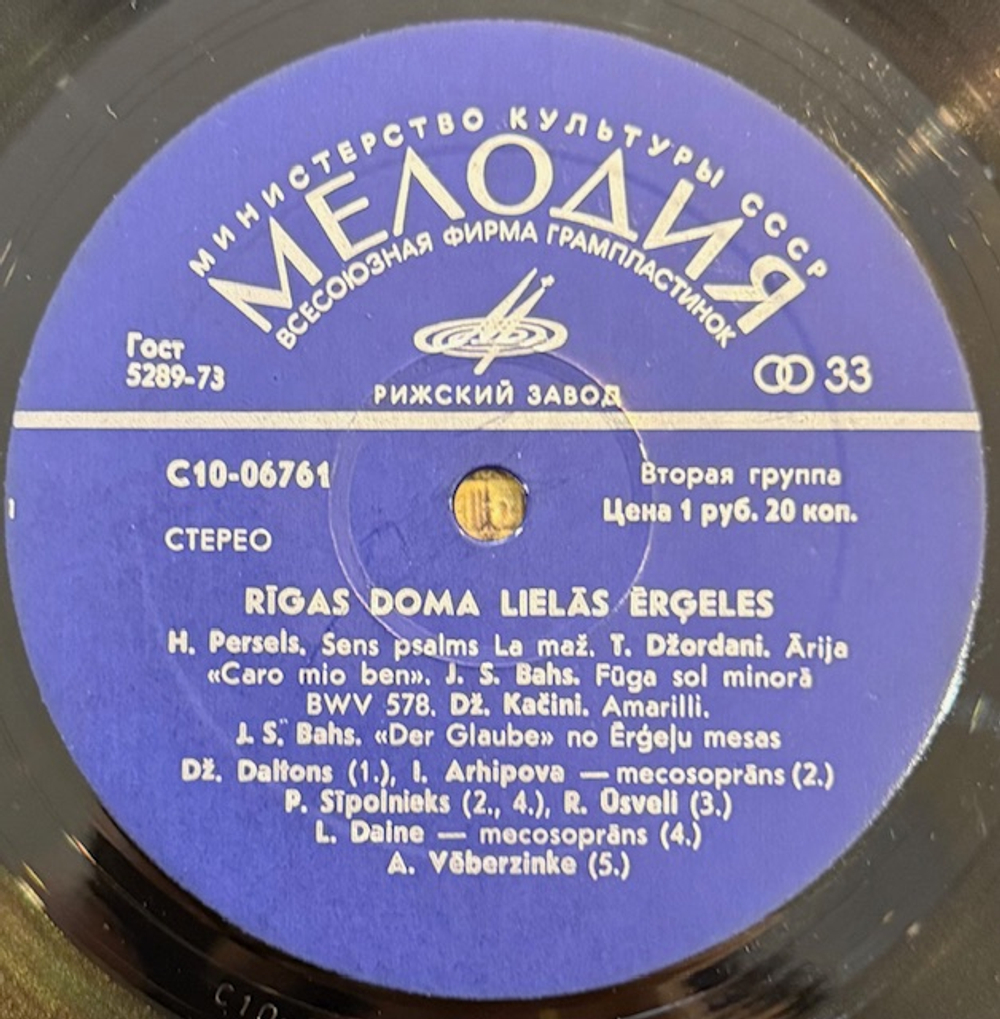 МИНИСТЕРСТВО КУЛЬТУРЫ СССР
МЕЛОДИЯ
ВСЕСОЮЗНАЯ ФИРМА ГРАМПЛАСТИНОК
Гост
5289-73
33
РИЖСКИЙ ЗАВОД
С10-06761
Вторая группа
Цена 1 руб. 20 коп.
СТЕРЕО
RĪGAS DOMA LIELĀS ĒRĢELES
H. Persels. Sens psalms La maž. T. Džordani. Ārija
«Caro mio ben». J. S. Bahs. Fūga sol minorā
BWV 578. Dž. Kačini. Amarilli.
J. S. Bahs. «Der Glaube» no Ērģeļu mesas
Dž. Daltons (1.), I. Arhipova — mecosoprāns (2.)
P. Sīpolnieks (2., 4.), R. Ūsveli (3.)
L. Daine — mecosoprāns (4.)
A. Vēberzinke (5.)
С10